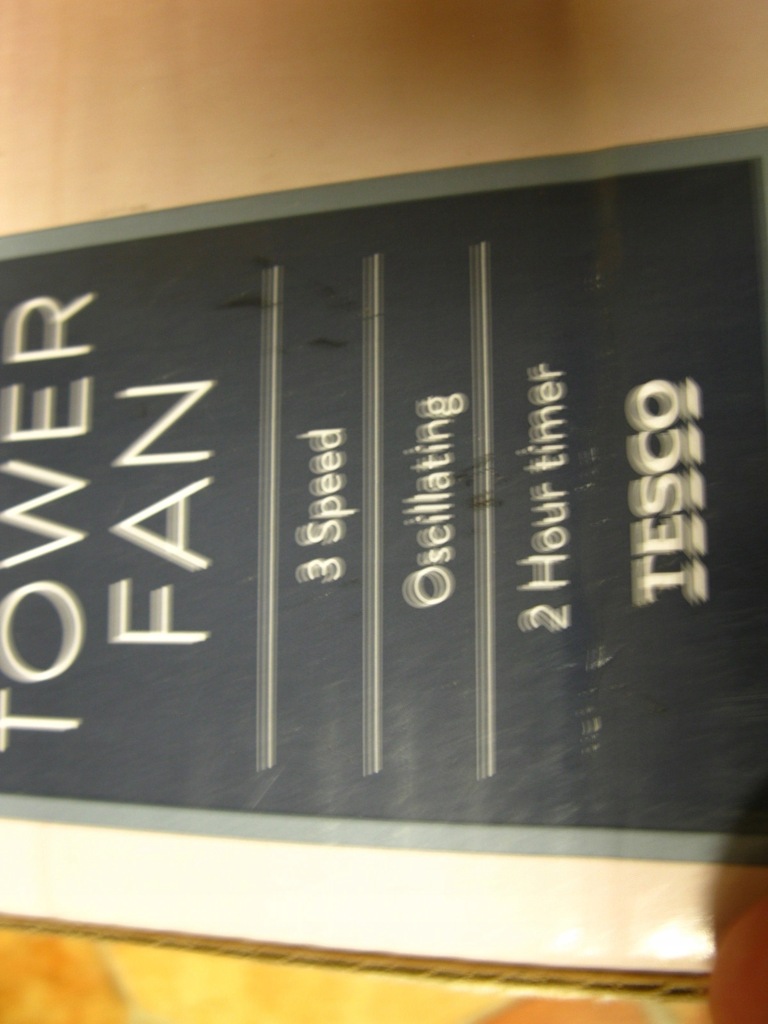 TOWER
FAN
3 Speed
Oscillating
2 Hour timer
TESCO